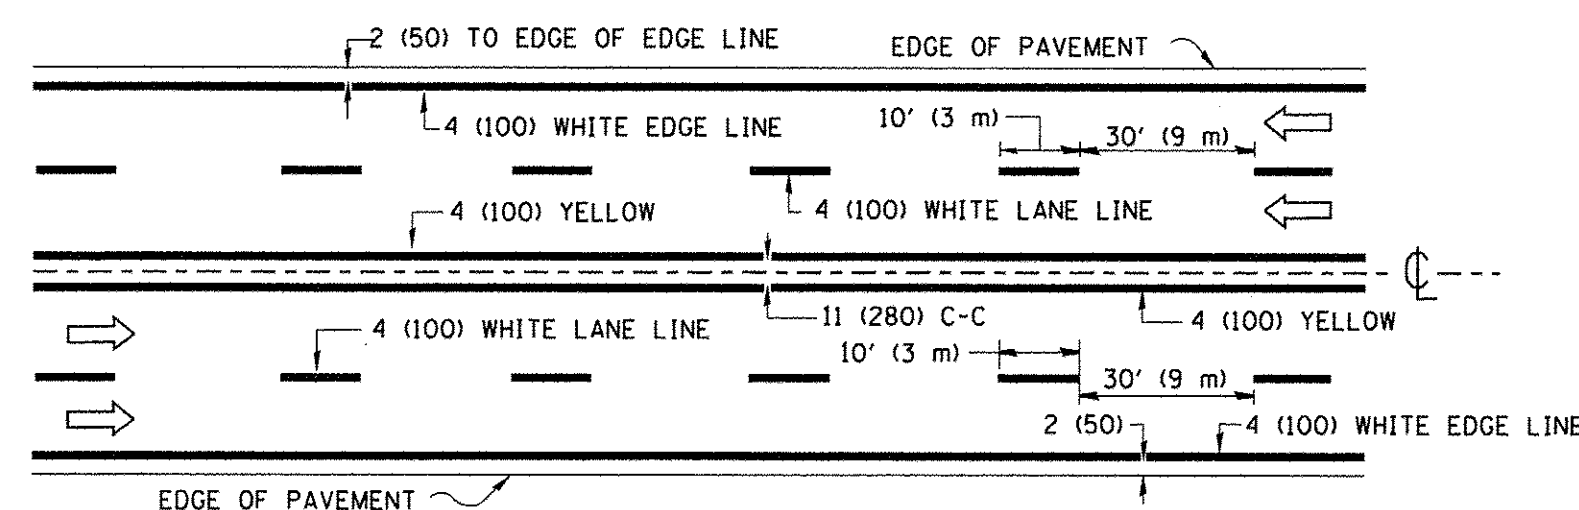 2 (50) TO EDGE OF EDGE LINE
EDGE OF PAVEMENT
4 (100) WHITE EDGE LINE
10' (3 m)
30' (9 m)
4 (100) YELLOW
4 (100) WHITE LANE LINE
℄
4 (100) WHITE LANE LINE
11 (280) C-C
4 (100) YELLOW
10' (3 m)
30' (9 m)
2 (50)
4 (100) WHITE EDGE LINE
EDGE OF PAVEMENT